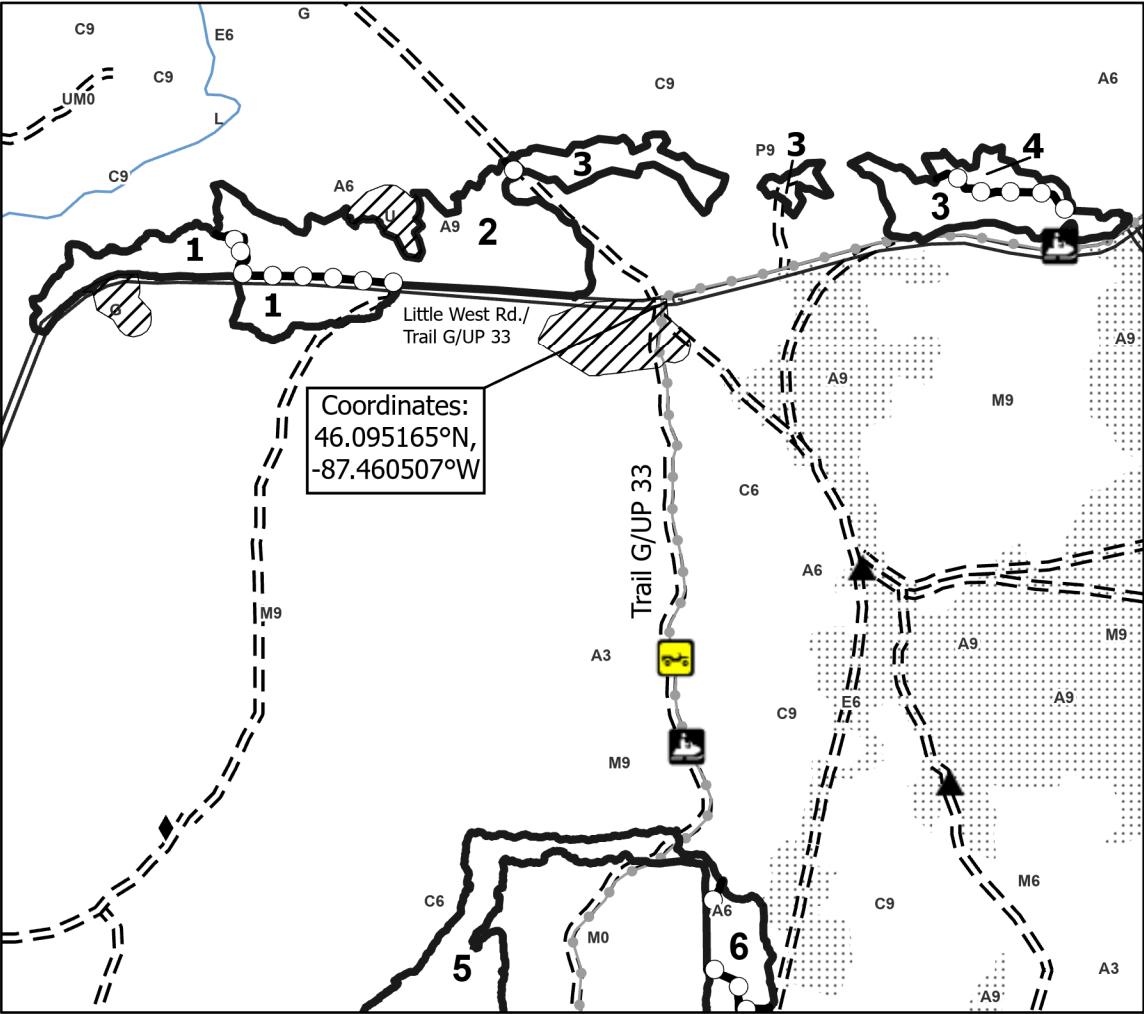 G
C9
E6
C9
A6
C9
UM0
L
P9
3
4
C9
3
A6
3
U
A9
2
1
1
G
G
Little West Rd./
Trail G/UP 33
A9
A9
M9
Coordinates:
46.095165°N,
-87.460507°W
C6
Trail G/UP 33
A6
M9
M9
A9
A3
A9
E6
C9
M9
M6
C6
C9
A6
M0
6
5
A3
A9